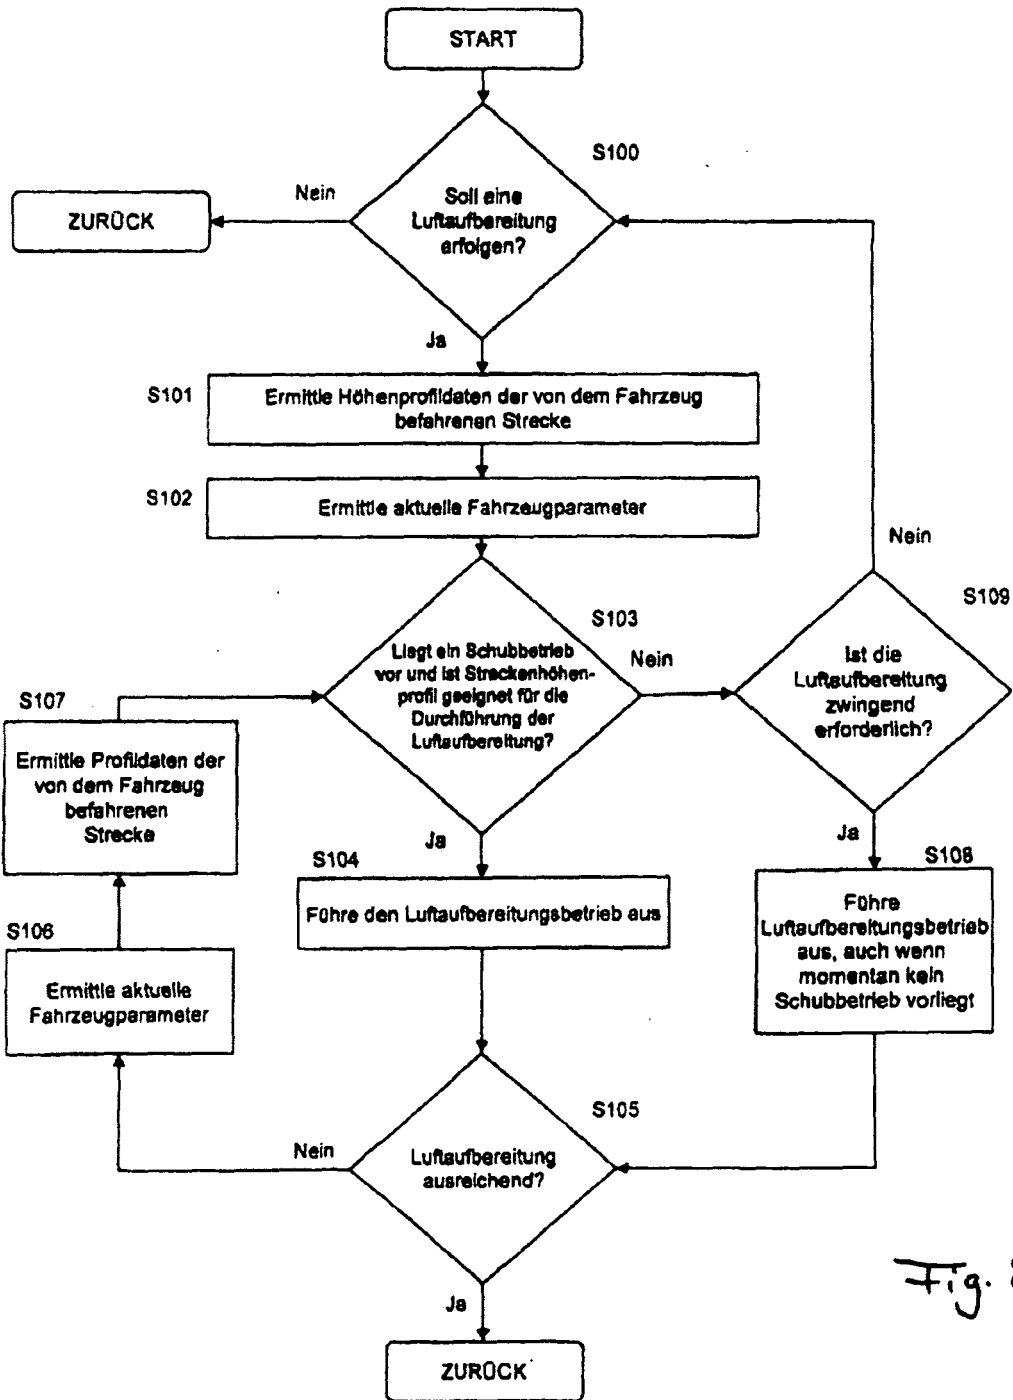 START
S100
Nein
ZURÜCK
Soll eine
Luftaufbereitung
erfolgen?
Ja
S101
Ermittle Höhenprofildaten der von dem Fahrzeug
befahrenen Strecke
S102
Ermittle aktuelle Fahrzeugparameter
Nein
S109
S103
Liegt ein Schubbetrieb
vor und ist Streckenhöhen-
profil geeignet für die
Durchführung der
Luftaufbereitung?
Nein
Ist die
Luftaufbereitung
zwingend
erforderlich?
S107
Ermittle Profildaten der
von dem Fahrzeug
befahrenen
Strecke
Ja
Ja
S104
S108
Führe den Luftaufbereitungsbetrieb aus
Führe
Luftaufbereitungsbetrieb
aus, auch wenn
momentan kein
Schubbetrieb vorliegt
S106
Ermittle aktuelle
Fahrzeugparameter
S105
Nein
Luftaufbereitung
ausreichend?
Fig.
Ja
ZURÜCK